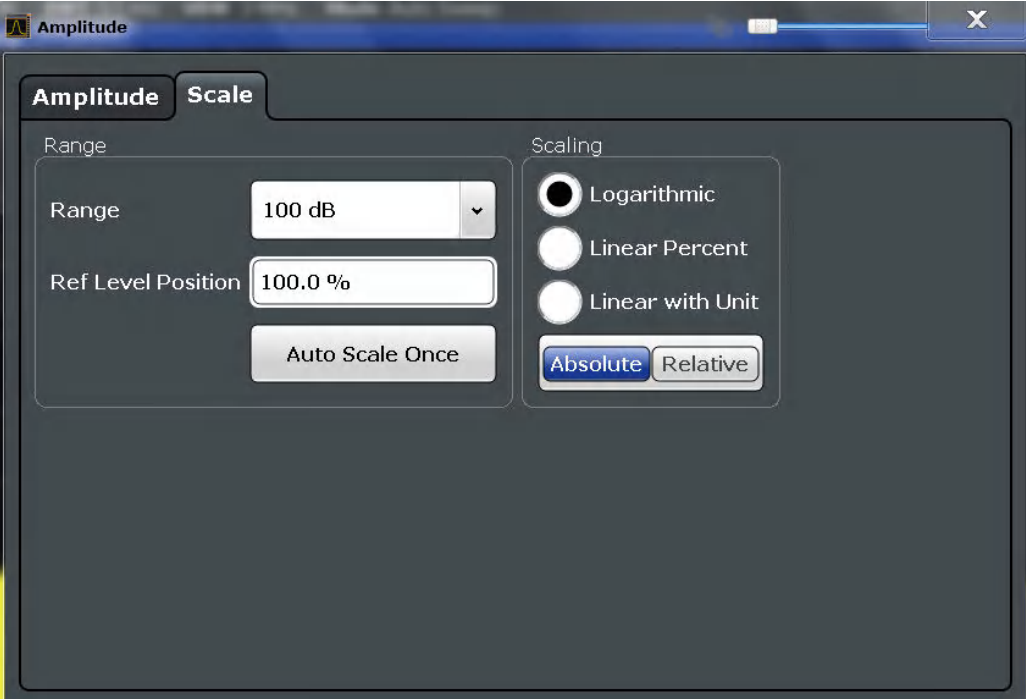 Amplitude
X
Amplitude
Scale
Range
Range
100 dB
Ref Level Position
100.0 %
Auto Scale Once
Scaling
Logarithmic
Linear Percent
Linear with Unit
Absolute
Relative